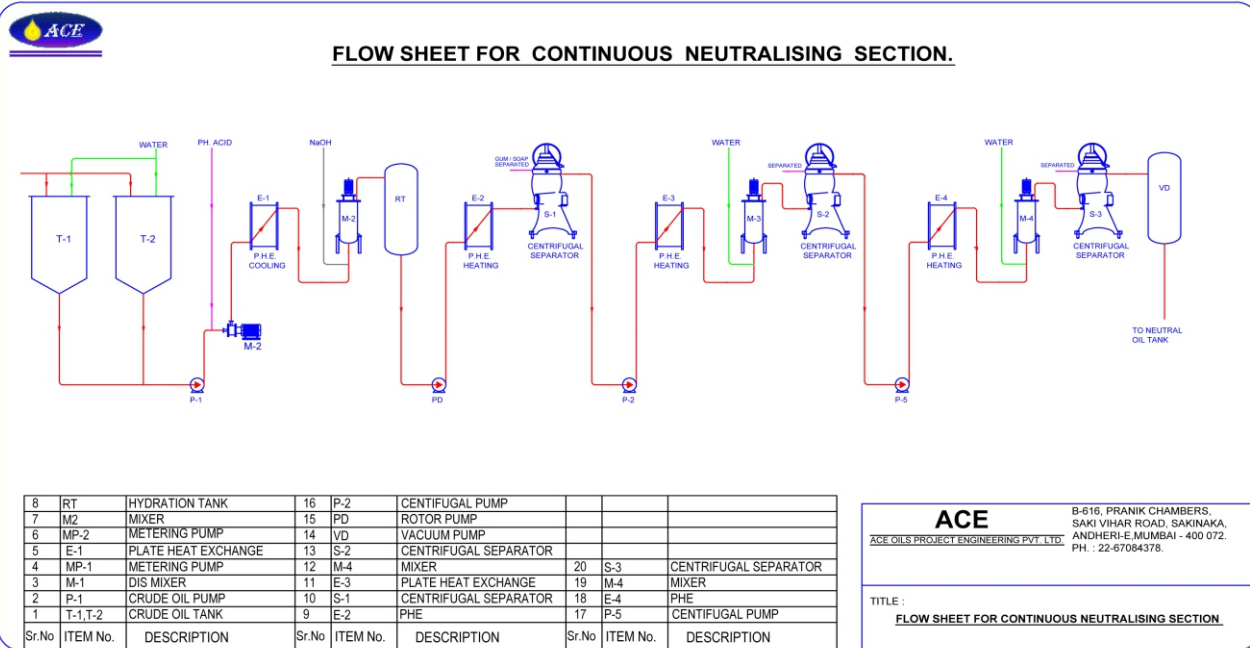 ACE
FLOW SHEET FOR CONTINUOUS NEUTRALISING SECTION.
WATER
PH. ACID
NaOH
GUM / SOAP
SEPARATED
WATER
SEPARATED
WATER
SEPARATED
T-1
T-2
E-1
P.H.E.
COOLING
M-2
RT
E-2
P.H.E.
HEATING
S-1
CENTRIFUGAL
SEPARATOR
E-3
P.H.E.
HEATING
M-3
S-2
CENTRIFUGAL
SEPARATOR
E-4
P.H.E.
HEATING
M-4
S-3
CENTRIFUGAL
SEPARATOR
VD
TO NEUTRAL
OIL TANK
M-2
P-1
PD
P-2
P-5
8 RT HYDRATION TANK 16 P-2 CENTIFUGAL PUMP
7 M2 MIXER 15 PD ROTOR PUMP
6 MP-2 METERING PUMP 14 VD VACUUM PUMP
5 E-1 PLATE HEAT EXCHANGE 13 S-2 CENTRIFUGAL SEPARATOR
4 MP-1 METERING PUMP 12 M-4 MIXER 20 S-3 CENTRIFUGAL SEPARATOR
3 M-1 DIS MIXER 11 E-3 PLATE HEAT EXCHANGE 19 M-4 MIXER
2 P-1 CRUDE OIL PUMP 10 S-1 CENTRIFUGAL SEPARATOR 18 E-4 PHE
1 T-1,T-2 CRUDE OIL TANK 9 E-2 PHE 17 P-5 CENTIFUGAL PUMP
Sr.No ITEM No. DESCRIPTION Sr.No ITEM No. DESCRIPTION Sr.No ITEM No. DESCRIPTION
ACE
ACE OILS PROJECT ENGINEERING PVT. LTD
B-616, PRANIK CHAMBERS,
SAKI VIHAR ROAD, SAKINAKA,
ANDHERI-E,MUMBAI - 400 072.
PH. : 22-67084378.
TITLE :
FLOW SHEET FOR CONTINUOUS NEUTRALISING SECTION